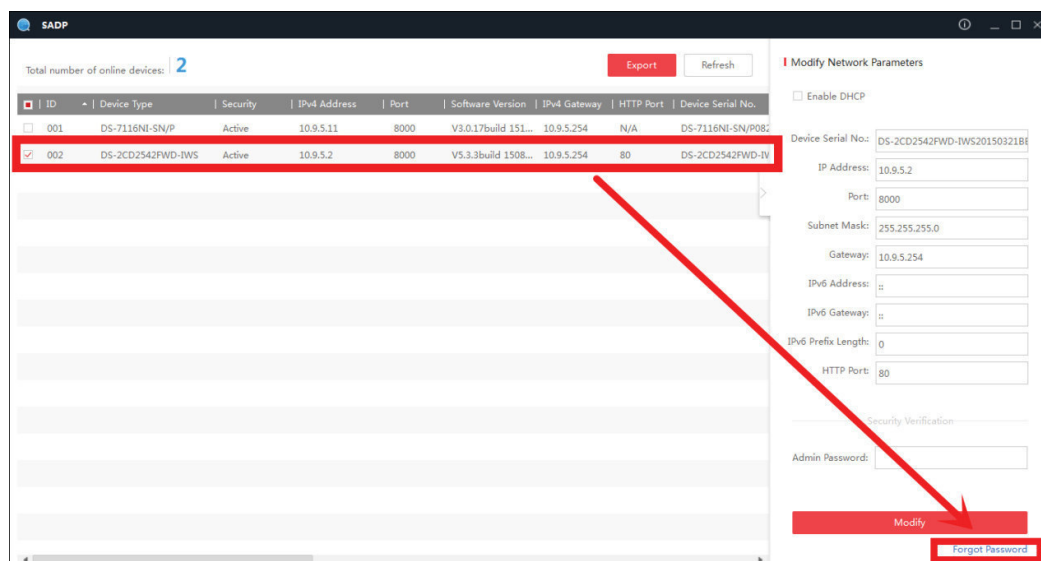 SADP
Total number of online devices: 2
Export
Refresh
ID Device Type Security IPv4 Address Port Software Version IPv4 Gateway HTTP Port Device Serial No.
001 DS-7116NI-SN/P Active 10.9.5.11 8000 V3.0.17build 151... 10.9.5.254 N/A DS-7116NI-SN/P082
002 DS-2CD2542FWD-IWS Active 10.9.5.2 8000 V5.3.3build 1508... 10.9.5.254 80 DS-2CD2542FWD-IV
Modify Network Parameters
Enable DHCP
Device Serial No.: DS-2CD2542FWD-IWS20150321BB
IP Address: 10.9.5.2
Port: 8000
Subnet Mask: 255.255.255.0
Gateway: 10.9.5.254
IPv6 Address: ::
IPv6 Gateway: ::
IPv6 Prefix Length: 0
HTTP Port: 80
Security Verification
Admin Password:
Modify
Forgot Password